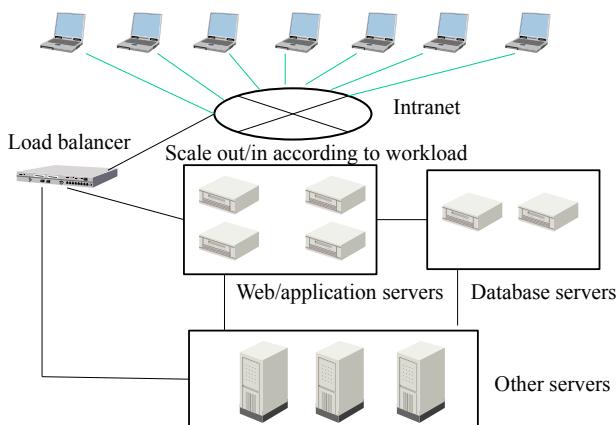 Intranet
Load balancer
Scale out/in according to workload
Web/application servers
Database servers
Other servers